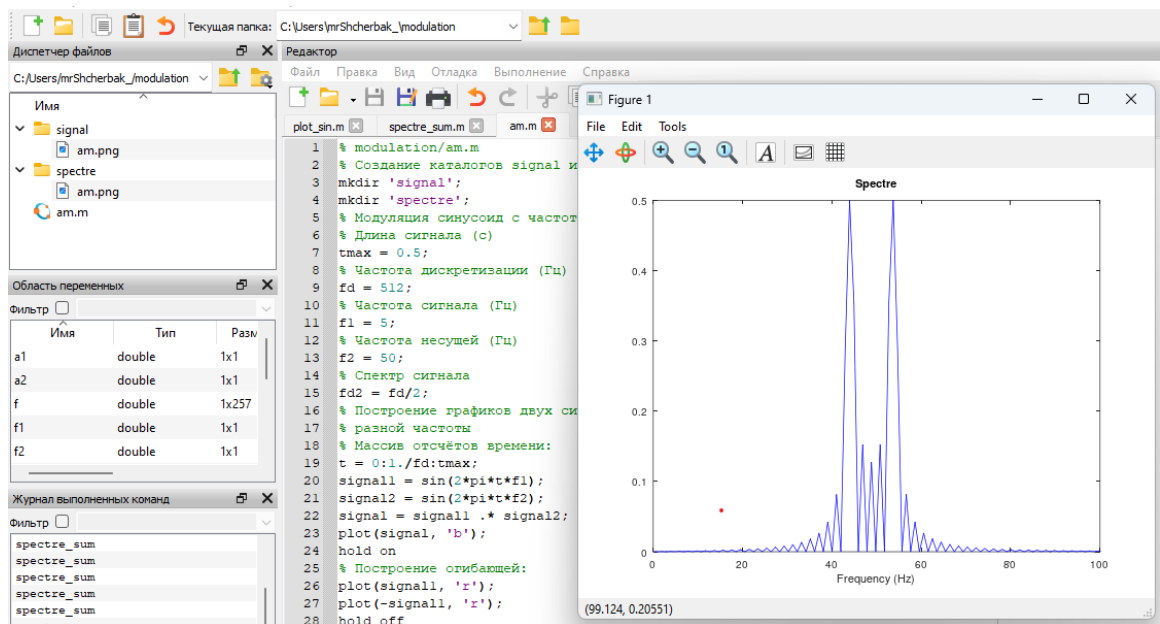 Текущая папка: C:\Users\mrShcherbak_\modulation
Диспетчер файлов
C:/Users/mrShcherbak_/modulation
Имя
signal
am.png
spectre
am.png
am.m
Область переменных
Фильтр
Имя Тип Разм
a1 double 1x1
a2 double 1x1
f double 1x257
f1 double 1x1
f2 double 1x1
Журнал выполненных команд
Фильтр
spectre_sum
spectre_sum
spectre_sum
spectre_sum
spectre_sum
Редактор
Файл Правка Вид Отладка Выполнение Справка
plot_sin.m spectre_sum.m am.m
1 % modulation/am.m
2 % Создание каталогов signal и
3 mkdir 'signal';
4 mkdir 'spectre';
5 % Модуляция синусоид с частот
6 % Длина сигнала (с)
7 tmax = 0.5;
8 % Частота дискретизации (Гц)
9 fd = 512;
10 % Частота сигнала (Гц)
11 f1 = 5;
12 % Частота несущей (Гц)
13 f2 = 50;
14 % Спектр сигнала
15 fd2 = fd/2;
16 % Построение графиков двух си
17 % разной частоты
18 % Массив отсчётов времени:
19 t = 0:1./fd:tmax;
20 signal1 = sin(2*pi*t*f1);
21 signal2 = sin(2*pi*t*f2);
22 signal = signal1 .* signal2;
23 plot(signal, 'b');
24 hold on
25 % Построение огибающей:
26 plot(signal1, 'r');
27 plot(-signal1, 'r');
28 hold off
Figure 1
File Edit Tools
1 A
Spectre
0.5
0.4
0.3
0.2
0.1
0
0 20 40 60 80 100
Frequency (Hz)
(99.124, 0.20551)